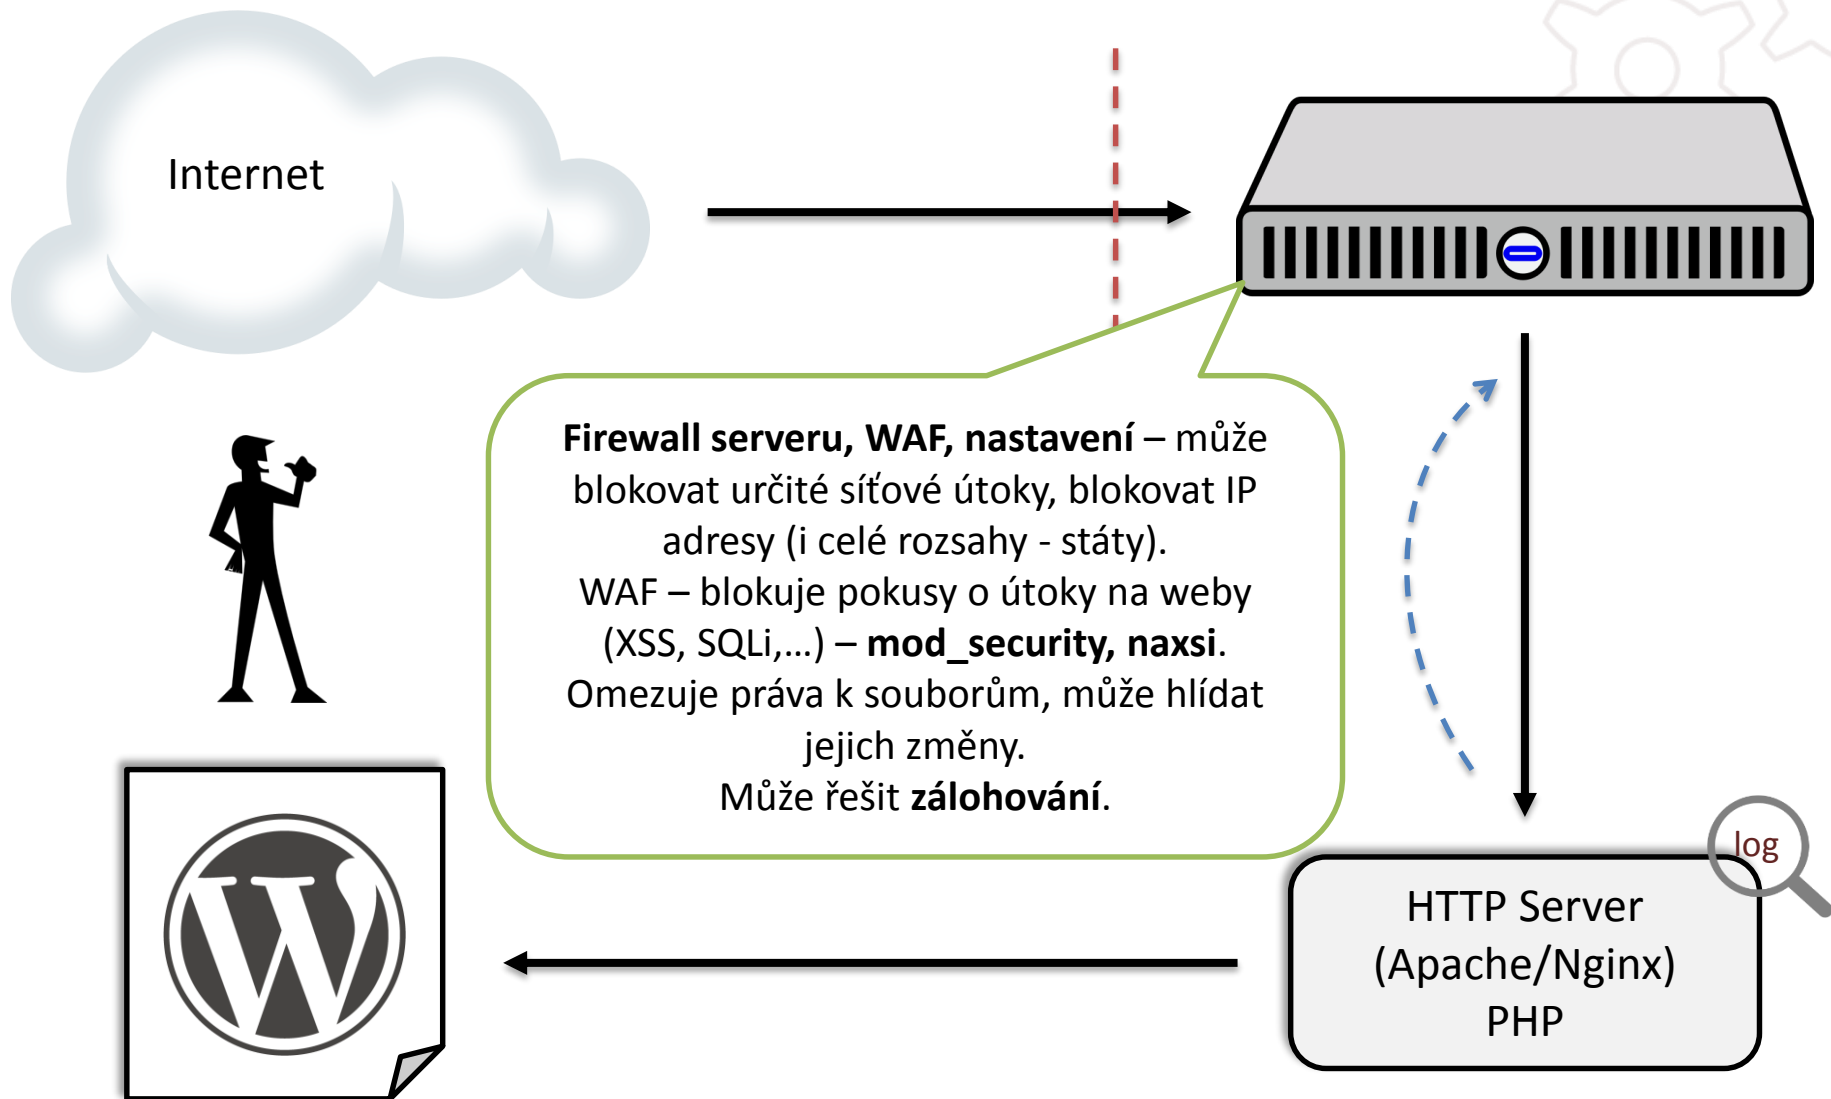 Internet
Firewall serveru, WAF, nastavení – může
blokovat určité síťové útoky, blokovat IP
adresy (i celé rozsahy - státy).
WAF – blokuje pokusy o útoky na weby
(XSS, SQLi,...) – mod_security, naxsi.
Omezuje práva k souborům, může hlídat
jejich změny.
Může řešit zálohování.
log
HTTP Server
(Apache/Nginx)
PHP